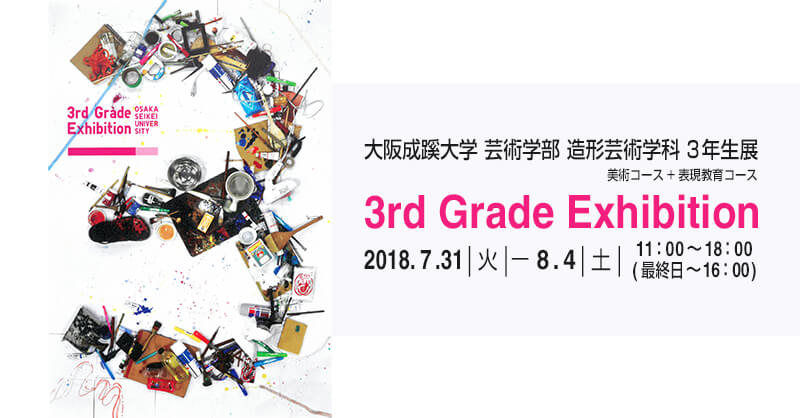 3rd Grade
Exhibition
OSAKA
SEIKEI
UNIVER
SITY
大阪成蹊大学 芸術学部 造形芸術学科 3年生展
美術コース+表現教育コース
3rd Grade Exhibition
2018.7.31|火|ー8.4|土|
11:00〜18:00
(最終日〜16:00)